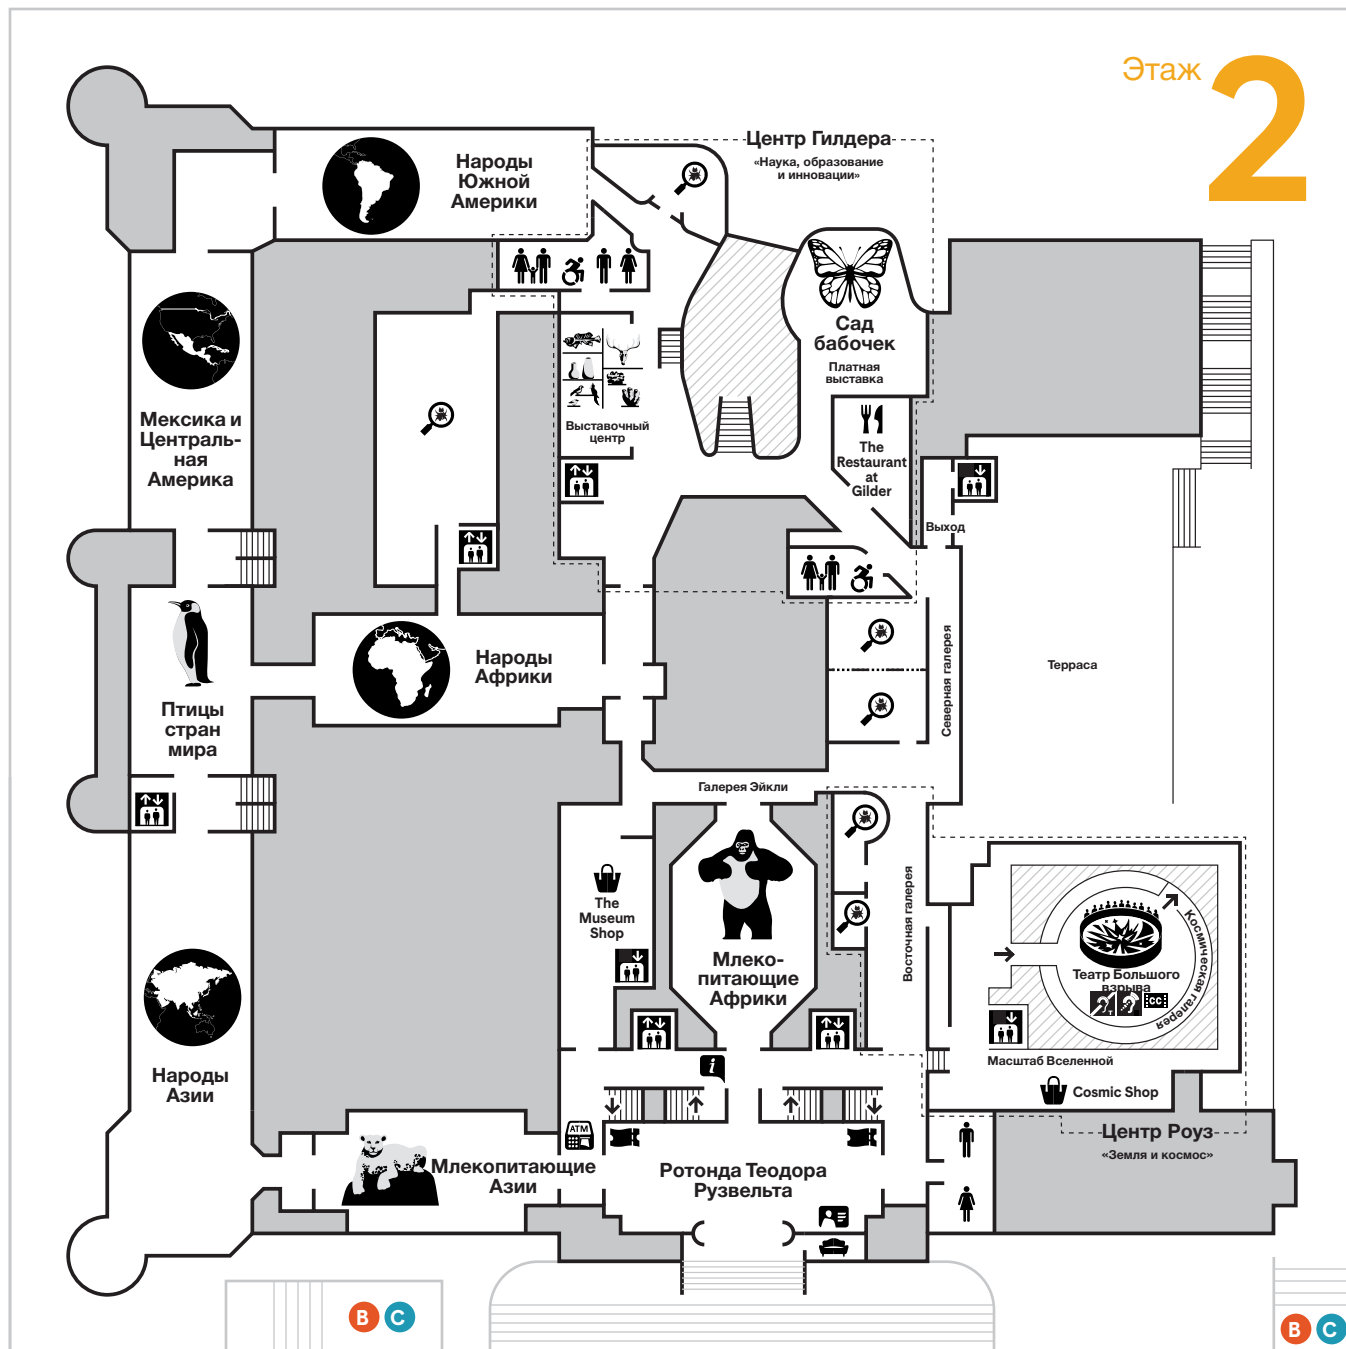 Этаж 2
Центр Гилдера
«Наука, образование
и инновации»
Народы
Южной
Америки
Сад
бабочек
Платная
выставка
Мексика и
Централь-
ная
Америка
Выставочный
центр
The
Restaurant
at
Gilder
Выход
Народы
Африки
Северная галерея
Терраса
Птицы
стран
мира
Галерея Эйкли
The
Museum
Shop
Млеко-
питающие
Африки
Восточная галерея
Космическая галерея
Театр Большого
взрыва
T
CC
Масштаб Вселенной
i
Cosmic Shop
Народы
Азии
ATM
Центр Роуз
«Земля и космос»
Млекопитающие
Азии
Ротонда Теодора
Рузвельта
B C
B C